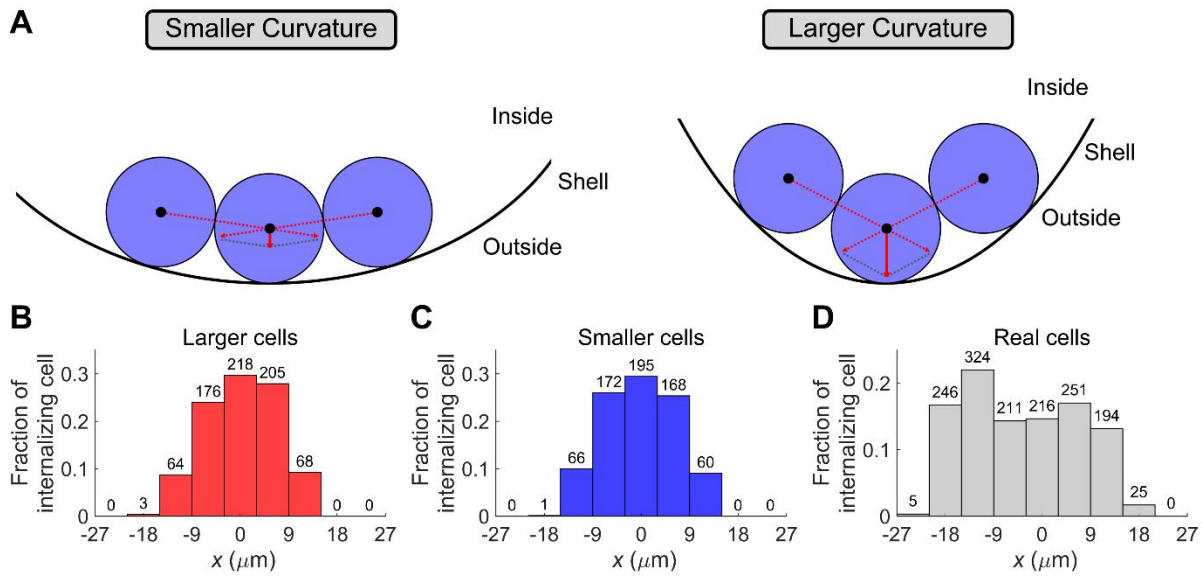 A
Smaller Curvature
Larger Curvature
Inside
Shell
Outside
Inside
Shell
Outside
B
Larger cells
Fraction of
internalizing cell
0.3
0.2
0.1
0
0
3
64
176
218
205
68
0
0
-27 -18 -9 0 9 18 27
x (μm)
C
Smaller cells
Fraction of
internalizing cell
0.3
0.2
0.1
0
0
1
66
172
195
168
60
0
0
-27 -18 -9 0 9 18 27
x (μm)
D
Real cells
Fraction of
internalizing cell
0.2
0.1
0
5
246
324
211
216
251
194
25
0
-27 -18 -9 0 9 18 27
x (μm)